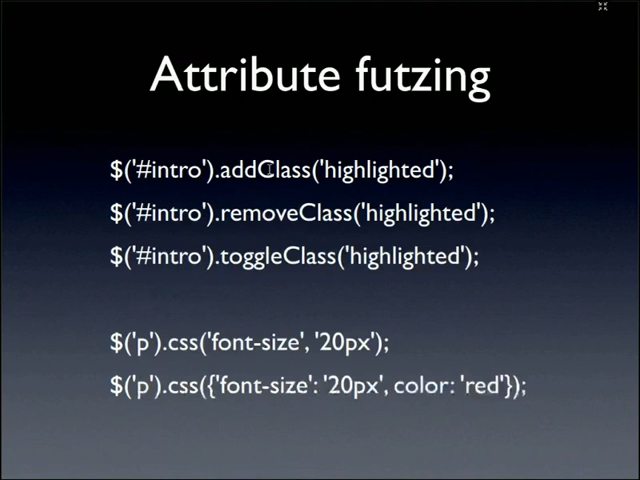 Attribute futzing
$('#intro').addClass('highlighted');
$('#intro').removeClass('highlighted');
$('#intro').toggleClass('highlighted');
$('p').css('font-size', '20px');
$('p').css({'font-size': '20px', color: 'red'});